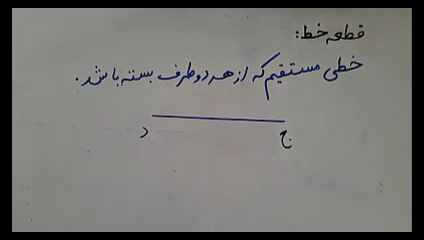 قطعه خط:
خطی مستقیم که از هر دو طرف بسته باشد.
ج د